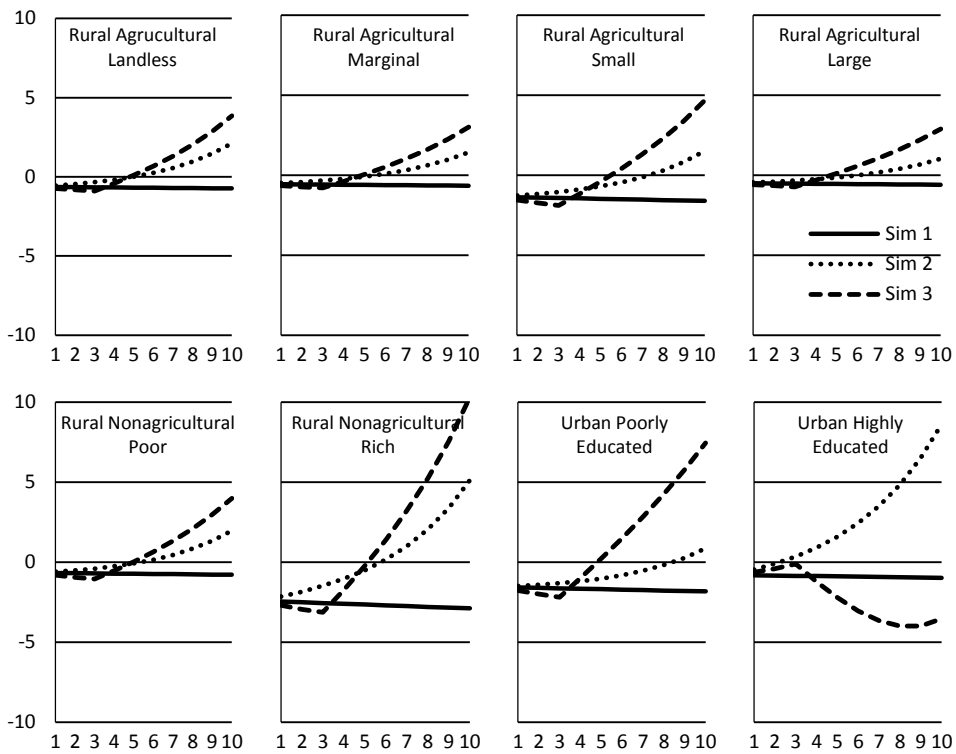 10
5
0
-5
-10
Rural Agrucultural
Landless
Rural Agricultural
Marginal
Rural Agricultural
Small
Rural Agricultural
Large
Sim 1
Sim 2
Sim 3
1 2 3 4 5 6 7 8 9 10
1 2 3 4 5 6 7 8 9 10
1 2 3 4 5 6 7 8 9 10
1 2 3 4 5 6 7 8 9 10
10
5
0
-5
-10
Rural Nonagricultural
Poor
Rural Nonagricultural
Rich
Urban Poorly
Educated
Urban Highly
Educated
1 2 3 4 5 6 7 8 9 10
1 2 3 4 5 6 7 8 9 10
1 2 3 4 5 6 7 8 9 10
1 2 3 4 5 6 7 8 9 10